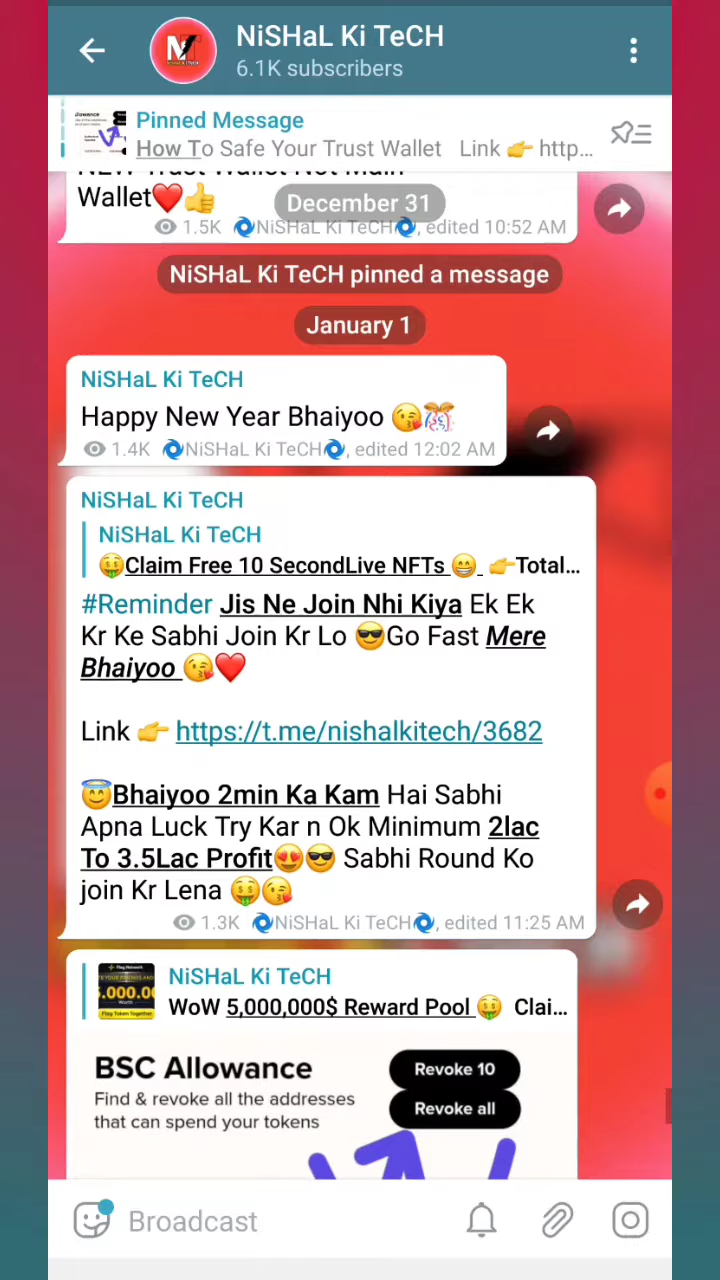 NiSHaL Ki TeCH
6.1K subscribers
Pinned Message
How To Safe Your Trust Wallet Link 👉 http...
NEW Trust Wallet Not Main
Wallet❤️👍
December 31
1.5K NiSHaL Ki TeCH, edited 10:52 AM
NiSHaL Ki TeCH pinned a message
January 1
NiSHaL Ki TeCH
Happy New Year Bhaiyoo 😘🎊
1.4K NiSHaL Ki TeCH, edited 12:02 AM
NiSHaL Ki TeCH
NiSHaL Ki TeCH
🤑Claim Free 10 SecondLive NFTs 😁 👉Total...
#Reminder Jis Ne Join Nhi Kiya Ek Ek
Kr Ke Sabhi Join Kr Lo 😎Go Fast Mere
Bhaiyoo 😘❤️
Link 👉 https://t.me/nishalkitech/3682
😇Bhaiyoo 2min Ka Kam Hai Sabhi
Apna Luck Try Kar n Ok Minimum 2lac
To 3.5Lac Profit😍😎 Sabhi Round Ko
join Kr Lena 🤑😘
1.3K NiSHaL Ki TeCH, edited 11:25 AM
NiSHaL Ki TeCH
WoW 5,000,000$ Reward Pool 🤑 Clai...
BSC Allowance
Find & revoke all the addresses
that can spend your tokens
Revoke 10
Revoke all
Broadcast